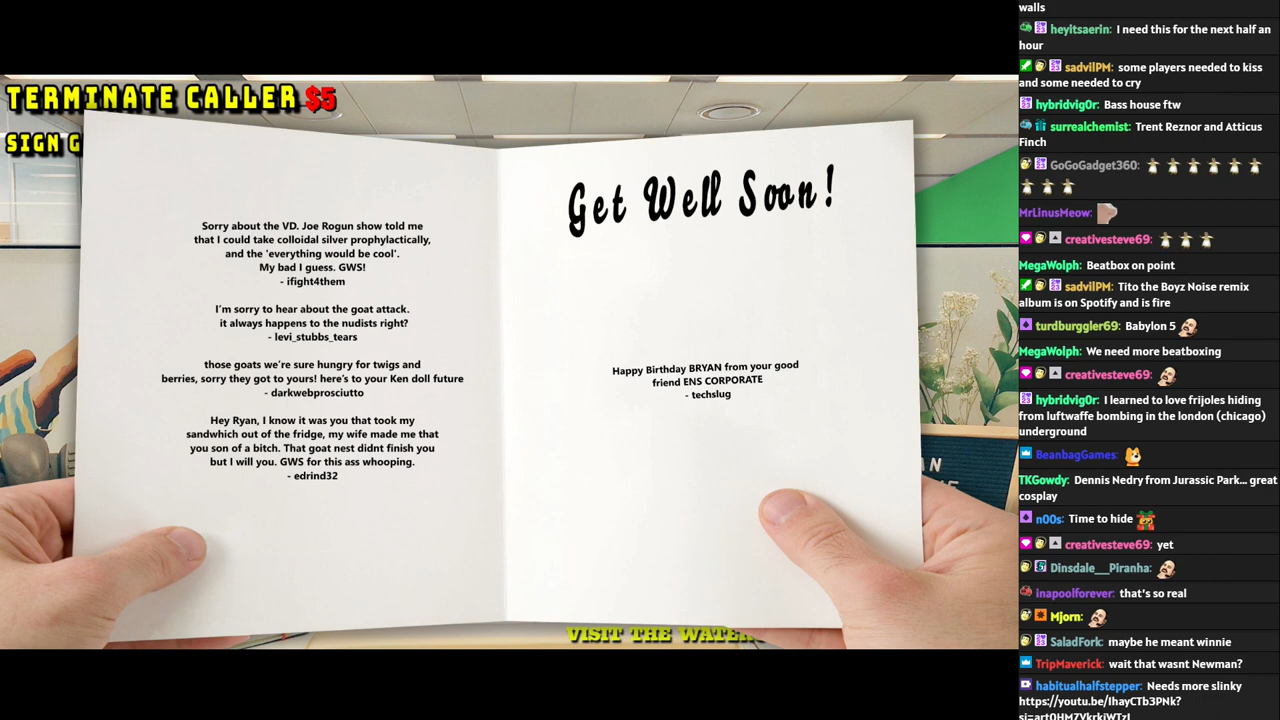 TERMINATE CALLER $5
SIGN G
Sorry about the VD. Joe Rogun show told me
that I could take colloidal silver prophylactically,
and the 'everything would be cool'.
My bad I guess. GWS!
- ifight4them
I'm sorry to hear about the goat attack.
it always happens to the nudists right?
- levi_stubbs_tears
those goats we're sure hungry for twigs and
berries, sorry they got to yours! here's to your Ken doll future
- darkwebprosciutto
Hey Ryan, I know it was you that took my
sandwhich out of the fridge, my wife made me that
you son of a bitch. That goat nest didnt finish you
but I will you. GWS for this ass whooping.
- edrind32
Get Well Soon!
Happy Birthday BRYAN from your good
friend ENS CORPORATE
- techslug
AN
VISIT THE WATER
walls
heyitsaerin: I need this for the next half an
hour
sadvilPM: some players needed to kiss
and some needed to cry
hybridvig0r: Bass house ftw
surrealchemist: Trent Reznor and Atticus
Finch
GoGoGadget360:
MrLinusMeow:
creativesteve69:
MegaWolph: Beatbox on point
sadvilPM: Tito the Boyz Noise remix
album is on Spotify and is fire
turdburggler69: Babylon 5
MegaWolph: We need more beatboxing
creativesteve69:
hybridvig0r: I learned to love frijoles hiding
from luftwaffe bombing in the london (chicago)
underground
BeanbagGames:
TKGowdy: Dennis Nedry from Jurassic Park... great
cosplay
n00s: Time to hide
creativesteve69: yet
Dinsdale__Piranha:
inapoolforever: that's so real
Mjorn:
SaladFork: maybe he meant winnie
TripMaverick: wait that wasnt Newman?
habitualhalfstepper: Needs more slinky
https://youtu.be/IhayCTb3PNk?